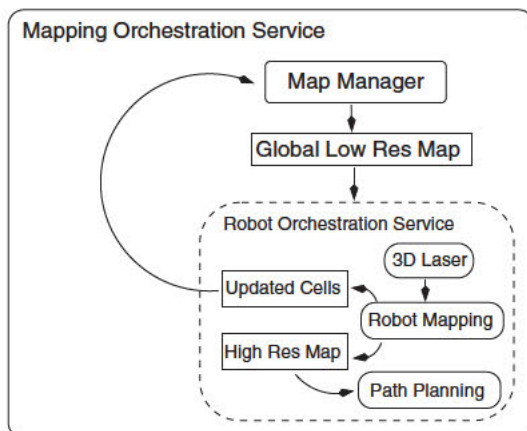 Mapping Orchestration Service
Map Manager
Global Low Res Map
Robot Orchestration Service
3D Laser
Updated Cells
Robot Mapping
High Res Map
Path Planning